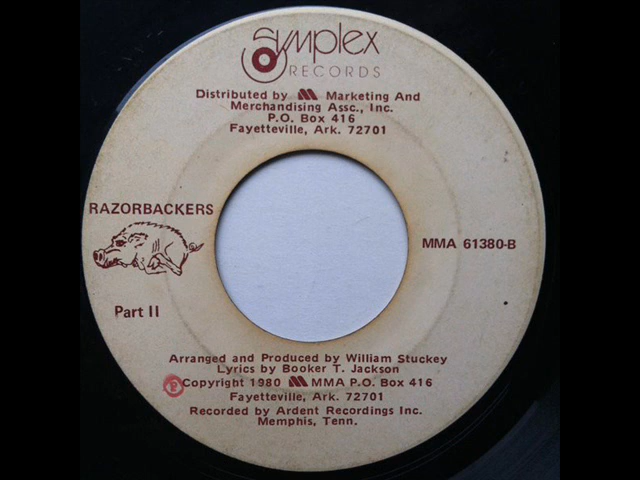 Symplex
RECORDS
Distributed by MA Marketing And
Merchandising Assc., Inc.
P.O. Box 416
Fayetteville, Ark. 72701
RAZORBACKERS
MMA 61380-B
Part II
Arranged and Produced by William Stuckey
Lyrics by Booker T. Jackson
Ⓟ Copyright 1980 MA MMA P.O. Box 416
Fayetteville, Ark. 72701
Recorded by Ardent Recordings Inc.
Memphis, Tenn.